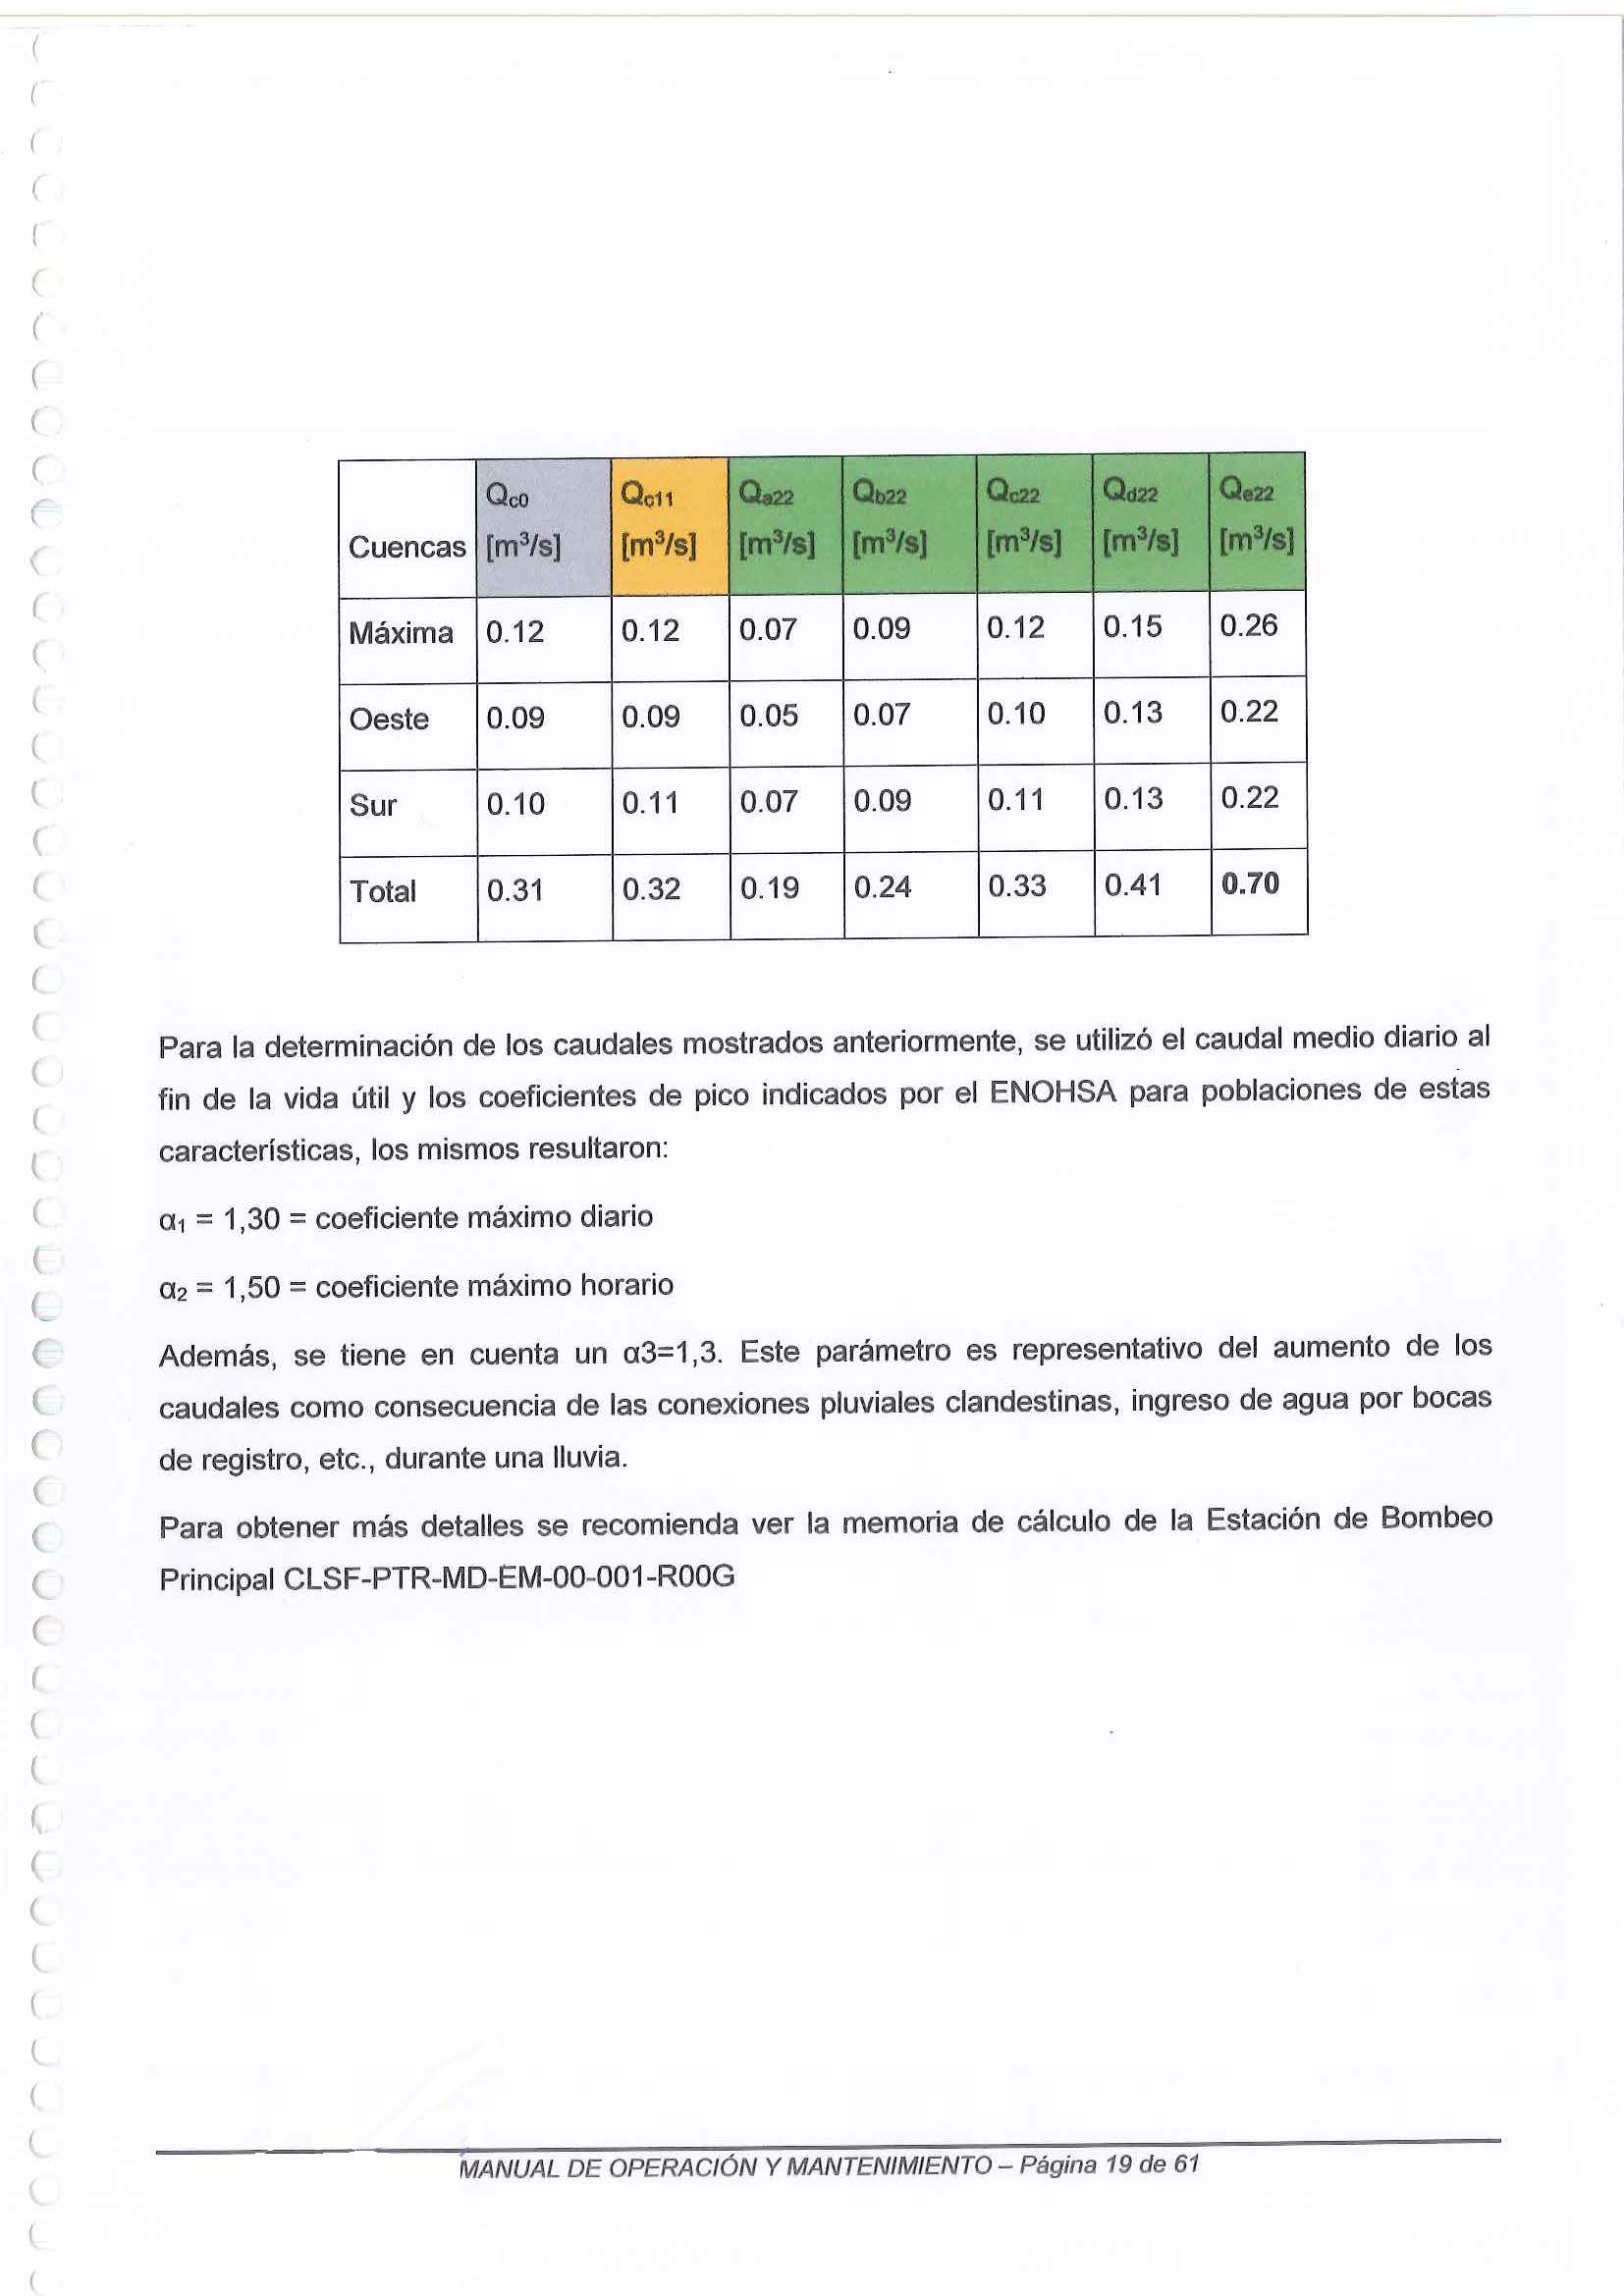 Cuencas Qc0 [m³/s] Qc11 [m³/s] Qa22 [m³/s] Qb22 [m³/s] Qc22 [m³/s] Qd22 [m³/s] Qe22 [m³/s]
Máxima 0.12 0.12 0.07 0.09 0.12 0.15 0.26
Oeste 0.09 0.09 0.05 0.07 0.10 0.13 0.22
Sur 0.10 0.11 0.07 0.09 0.11 0.13 0.22
Total 0.31 0.32 0.19 0.24 0.33 0.41 0.70
Para la determinación de los caudales mostrados anteriormente, se utilizó el caudal medio diario al
fin de la vida útil y los coeficientes de pico indicados por el ENOHSA para poblaciones de estas
características, los mismos resultaron:
α₁ = 1,30 = coeficiente máximo diario
α₂ = 1,50 = coeficiente máximo horario
Además, se tiene en cuenta un α3=1,3. Este parámetro es representativo del aumento de los
caudales como consecuencia de las conexiones pluviales clandestinas, ingreso de agua por bocas
de registro, etc., durante una lluvia.
Para obtener más detalles se recomienda ver la memoria de cálculo de la Estación de Bombeo
Principal CLSF-PTR-MD-EM-00-001-R00G
MANUAL DE OPERACIÓN Y MANTENIMIENTO – Página 19 de 61